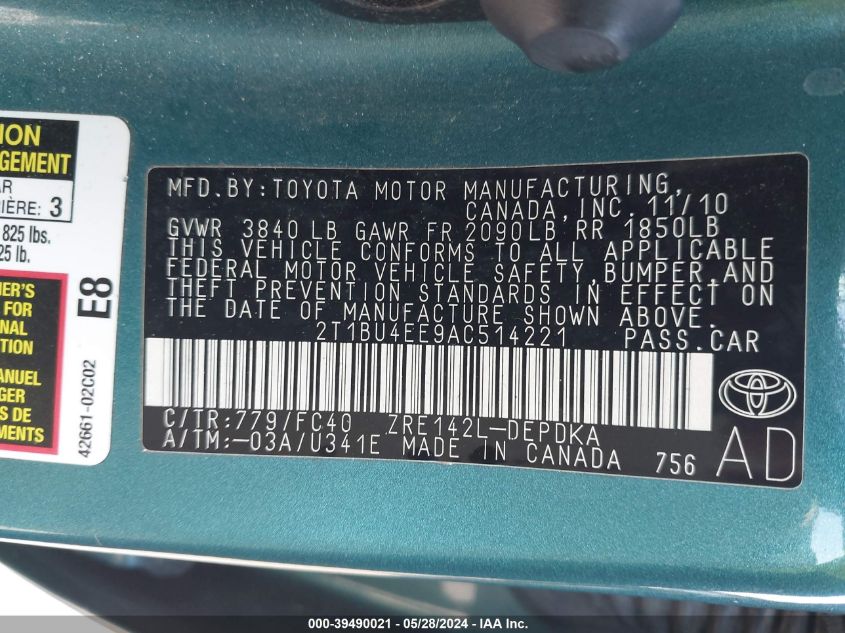 ION
GEMENT
AR
IÈRE: 3
825 lbs.
25 lb.
ER'S
FOR
NAL
TION
ANUEL
GER
S DE
MENTS
E8
42661-02C02
MFD.BY:TOYOTA MOTOR MANUFACTURING,
CANADA,INC. 11/10
GVWR 3840 LB GAWR FR 2090LB RR 1850LB
THIS VEHICLE CONFORMS TO ALL APPLICABLE
FEDERAL MOTOR VEHICLE SAFETY,BUMPER,AND
THEFT PREVENTION STANDARDS IN EFFECT ON
THE DATE OF MANUFACTURE SHOWN ABOVE.
2T1BU4EE9AC514221 PASS.CAR
C/TR:779/FC40 ZRE142L-DEPDKA
A/TM:-03A/U341E MADE IN CANADA 756
AD
000-39490021 - 05/28/2024 - IAA Inc.